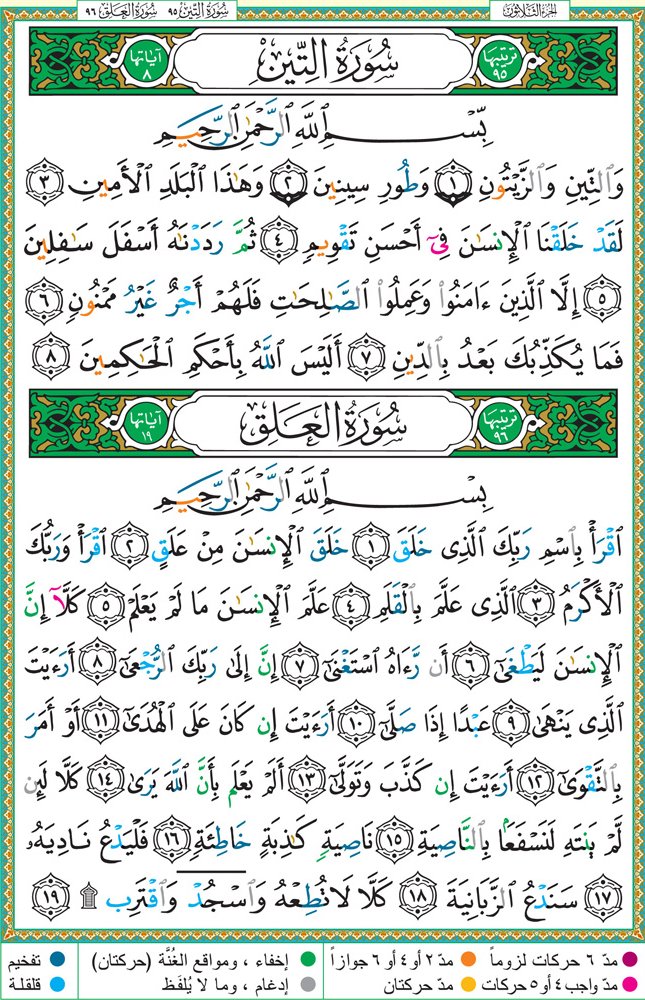 الجزء الثلاثون سورة التين ٩٥ سورة العلق ٩٦
ترتيبها ٩٥ سُورَةُ التِّين آياتها ٨
بِسْمِ ٱللَّهِ ٱلرَّحْمَٰنِ ٱلرَّحِيمِ
وَٱلتِّينِ وَٱلزَّيْتُونِ ١ وَطُورِ سِينِينَ ٢ وَهَٰذَا ٱلْبَلَدِ ٱلْأَمِينِ ٣
لَقَدْ خَلَقْنَا ٱلْإِنسَٰنَ فِىٓ أَحْسَنِ تَقْوِيمٍ ٤ ثُمَّ رَدَدْنَٰهُ أَسْفَلَ سَٰفِلِينَ
٥ إِلَّا ٱلَّذِينَ ءَامَنُوا۟ وَعَمِلُوا۟ ٱلصَّٰلِحَٰتِ فَلَهُمْ أَجْرٌ غَيْرُ مَمْنُونٍ ٦
فَمَا يُكَذِّبُكَ بَعْدُ بِٱلدِّينِ ٧ أَلَيْسَ ٱللَّهُ بِأَحْكَمِ ٱلْحَٰكِمِينَ ٨
ترتيبها ٩٦ سُورَةُ العَلَق آياتها ١٩
بِسْمِ ٱللَّهِ ٱلرَّحْمَٰنِ ٱلرَّحِيمِ
ٱقْرَأْ بِٱسْمِ رَبِّكَ ٱلَّذِى خَلَقَ ١ خَلَقَ ٱلْإِنسَٰنَ مِنْ عَلَقٍ ٢ ٱقْرَأْ وَرَبُّكَ
ٱلْأَكْرَمُ ٣ ٱلَّذِى عَلَّمَ بِٱلْقَلَمِ ٤ عَلَّمَ ٱلْإِنسَٰنَ مَا لَمْ يَعْلَمْ ٥ كَلَّآ إِنَّ
ٱلْإِنسَٰنَ لَيَطْغَىٰٓ ٦ أَن رَّءَاهُ ٱسْتَغْنَىٰٓ ٧ إِنَّ إِلَىٰ رَبِّكَ ٱلرُّجْعَىٰٓ ٨ أَرَءَيْتَ
ٱلَّذِى يَنْهَىٰ ٩ عَبْدًا إِذَا صَلَّىٰٓ ١٠ أَرَءَيْتَ إِن كَانَ عَلَى ٱلْهُدَىٰٓ ١١ أَوْ أَمَرَ
بِٱلتَّقْوَىٰٓ ١٢ أَرَءَيْتَ إِن كَذَّبَ وَتَوَلَّىٰٓ ١٣ أَلَمْ يَعْلَم بِأَنَّ ٱللَّهَ يَرَىٰ ١٤ كَلَّا لَئِن
لَّمْ يَنتَهِ لَنَسْفَعًۢا بِٱلنَّاصِيَةِ ١٥ نَاصِيَةٍ كَٰذِبَةٍ خَاطِئَةٍ ١٦ فَلْيَدْعُ نَادِيَهُۥ
١٧ سَنَدْعُ ٱلزَّبَانِيَةَ ١٨ كَلَّا لَا تُطِعْهُ وَٱسْجُدْ وَٱقْتَرِب ۩ ١٩
مدّ ٦ حركات لزوماً مدّ ٢ أو ٤ أو ٦ جوازاً إخفاء ، ومواقع الغُنَّة (حركتان) تفخيم
مدّ واجب ٤ أو ٥ حركات مدّ حركتان إدغام ، وما لا يُلفَظ قلقلة